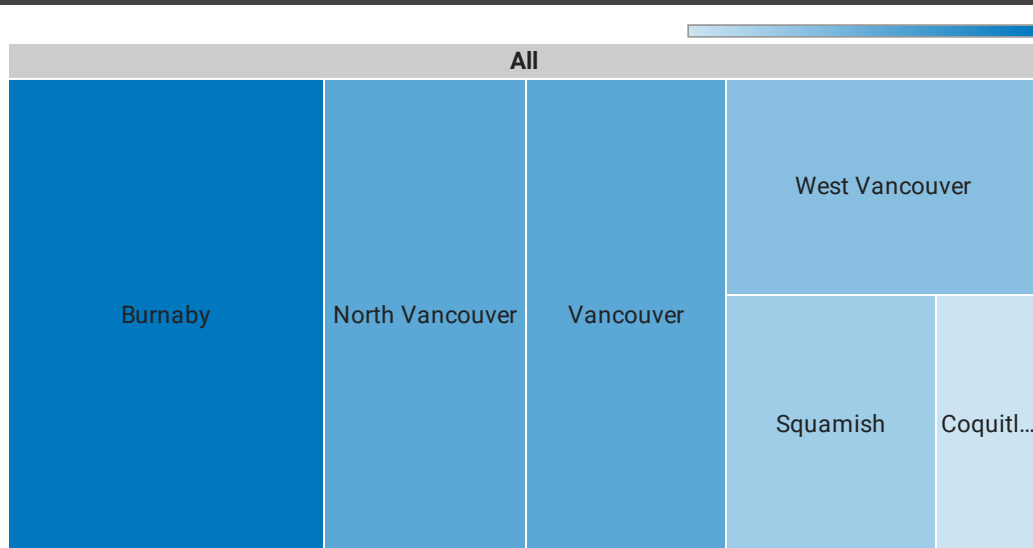 All
Burnaby
North Vancouver
Vancouver
West Vancouver
Squamish
Coquitl...